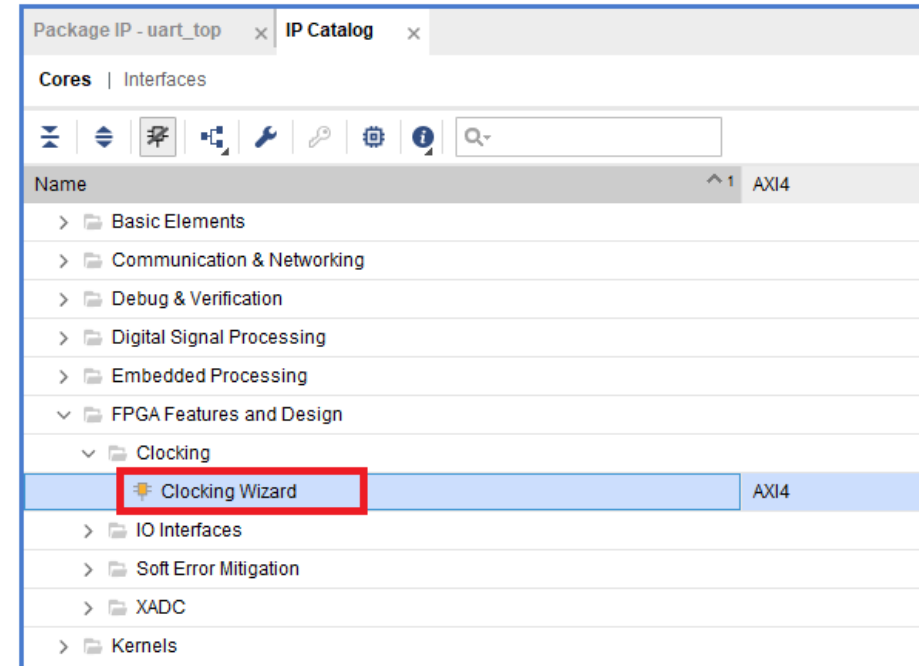 Package IP - uart_top × IP Catalog ×
Cores | Interfaces
Name 1 AXI4
Basic Elements
Communication & Networking
Debug & Verification
Digital Signal Processing
Embedded Processing
FPGA Features and Design
Clocking
Clocking Wizard AXI4
IO Interfaces
Soft Error Mitigation
XADC
Kernels